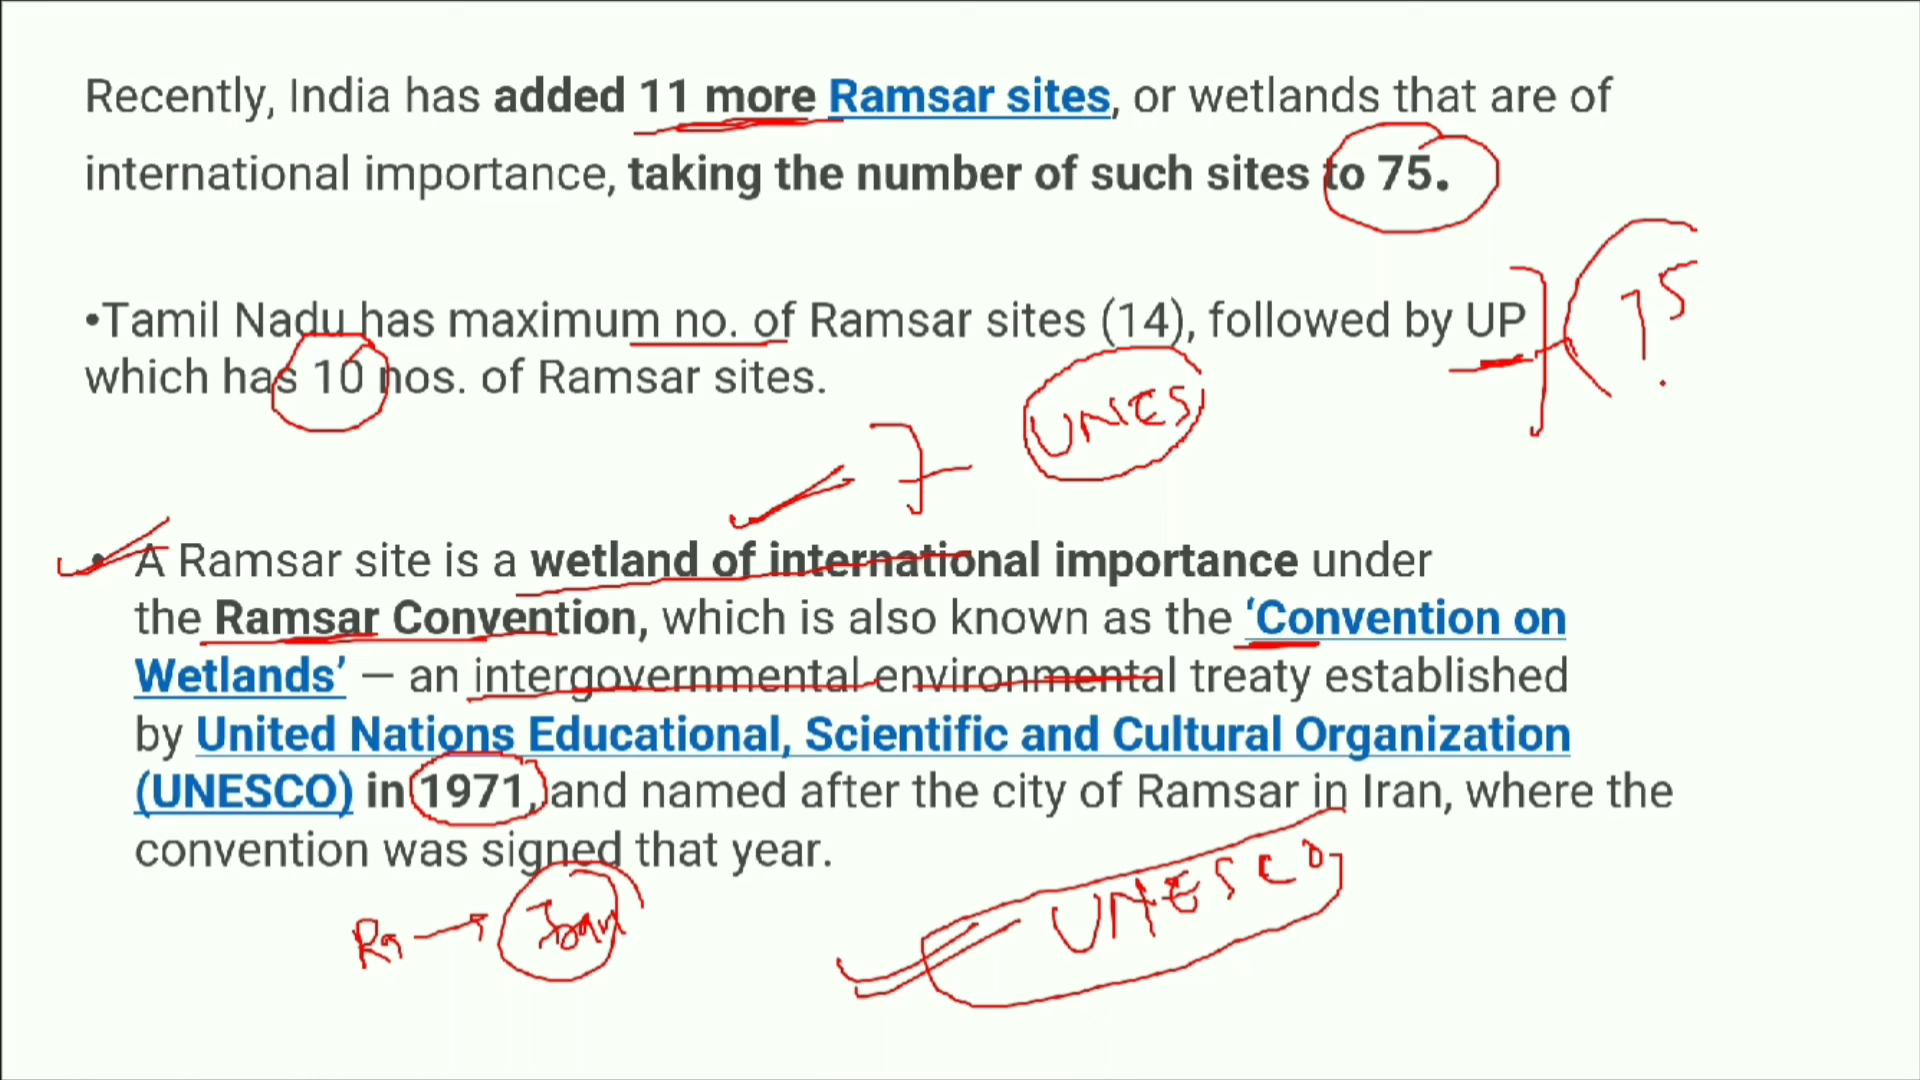 Recently, India has added 11 more Ramsar sites, or wetlands that are of
international importance, taking the number of such sites to 75.
75
•Tamil Nadu has maximum no. of Ramsar sites (14), followed by UP
which has 10 nos. of Ramsar sites.
UNES
• A Ramsar site is a wetland of international importance under
the Ramsar Convention, which is also known as the ‘Convention on
Wetlands’ – an intergovernmental environmental treaty established
by United Nations Educational, Scientific and Cultural Organization
(UNESCO) in 1971, and named after the city of Ramsar in Iran, where the
convention was signed that year.
Ra → Iran
UNESCO